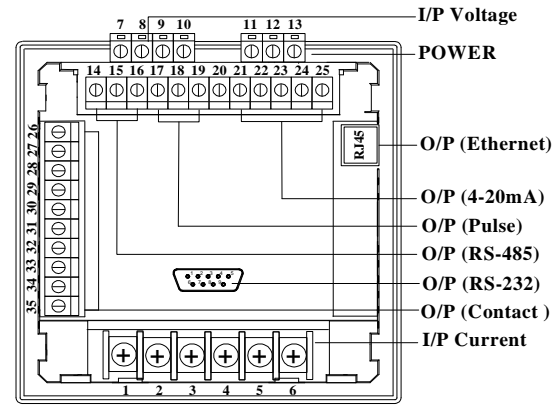 I/P Voltage
7 8 9 10 11 12 13
POWER
14 15 16 17 18 19 20 21 22 23 24 25
26
27
28
29
30
31
32
33
34
35
RJ45
O/P (Ethernet)
O/P (4-20mA)
O/P (Pulse)
O/P (RS-485)
O/P (RS-232)
O/P (Contact )
I/P Current
1 2 3 4 5 6